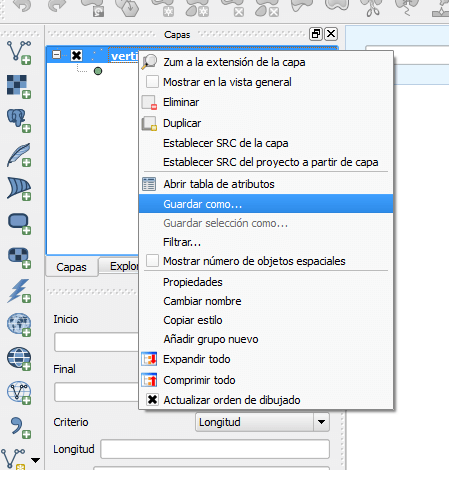 Capas
verti
Zum a la extensión de la capa
Mostrar en la vista general
Eliminar
Duplicar
Establecer SRC de la capa
Establecer SRC del proyecto a partir de capa
Abrir tabla de atributos
Guardar como...
Guardar selección como...
Filtrar...
Mostrar número de objetos espaciales
Capas
Explor
Propiedades
Cambiar nombre
Copiar estilo
Añadir grupo nuevo
Expandir todo
Comprimir todo
Actualizar orden de dibujado
Inicio
Final
Criterio
Longitud
Longitud